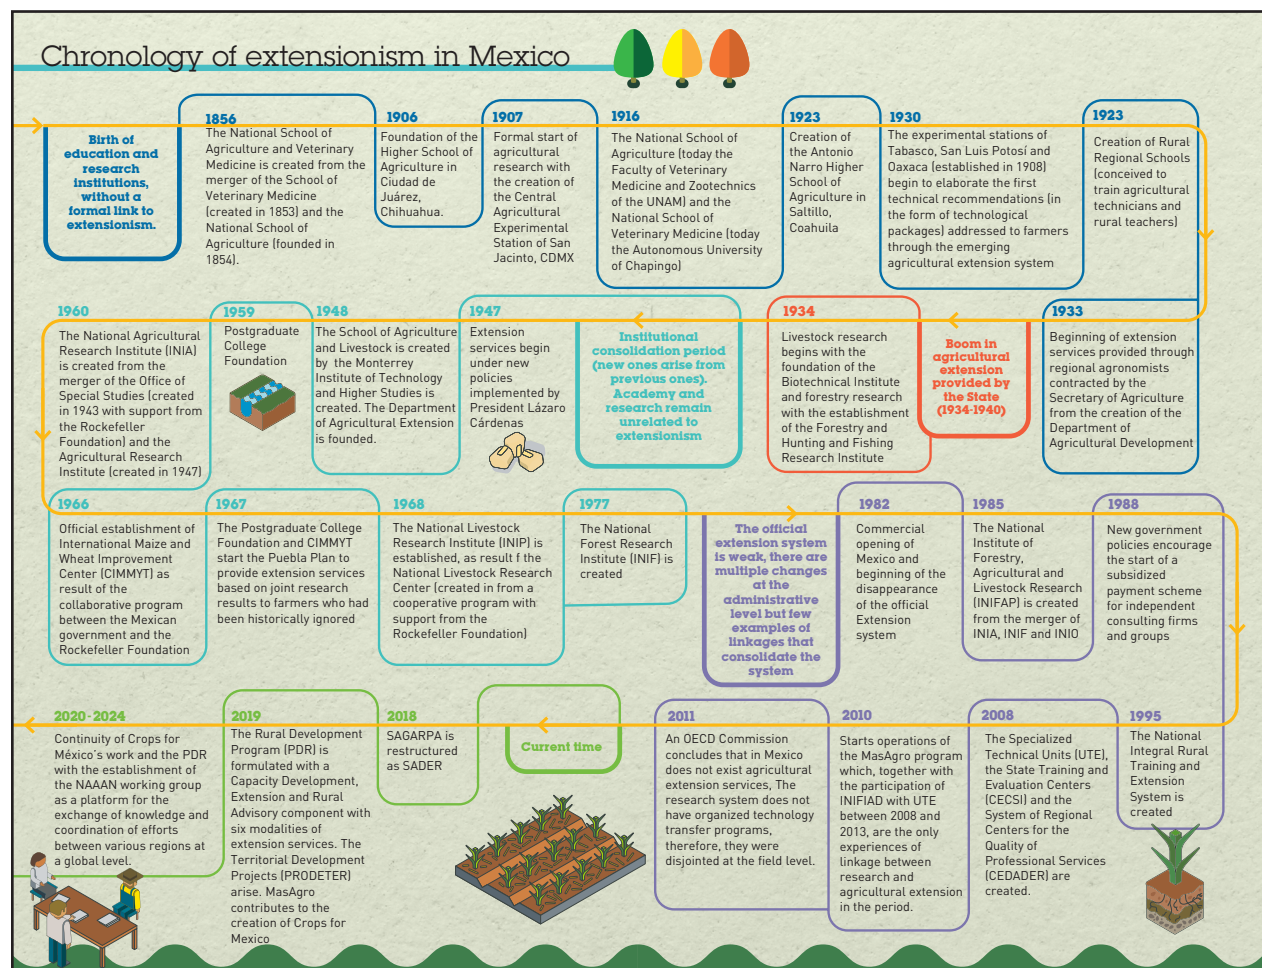 Chronology of extensionism in Mexico
Birth of
education and
research
institutions,
without a
formal link to
extensionism.
1856
The National School of
Agriculture and Veterinary
Medicine is created from the
merger of the School of
Veterinary Medicine
(created in 1853) and the
National School of
Agriculture (founded in
1854).
1906
Foundation of the
Higher School of
Agriculture in
Ciudad de
Juárez,
Chihuahua.
1907
Formal start of
agricultural
research with
the creation of
the Central
Agricultural
Experimental
Station of San
Jacinto, CDMX
1916
The National School of
Agriculture (today the
Faculty of Veterinary
Medicine and Zootechnics
of the UNAM) and the
National School of
Veterinary Medicine (today
the Autonomous University
of Chapingo)
1923
Creation of
the Antonio
Narro Higher
School of
Agriculture in
Saltillo,
Coahuila
1930
The experimental stations of
Tabasco, San Luis Potosí and
Oaxaca (established in 1908)
begin to elaborate the first
technical recommendations (in
the form of technological
packages) addressed to farmers
through the emerging
agricultural extension system
1923
Creation of Rural
Regional Schools
(conceived to
train agricultural
technicians and
rural teachers)
1933
Beginning of extension
services provided through
regional agronomists
contracted by the
Secretary of Agriculture
from the creation of the
Department of
Agricultural Development
Boom in
agricultural
extension
provided by
the State
(1934-1940)
1934
Livestock research
begins with the
foundation of the
Biotechnical Institute
and forestry research
with the establishment
of the Forestry and
Hunting and Fishing
Research Institute
Institutional
consolidation period
(new ones arise from
previous ones).
Academy and
research remain
unrelated to
extensionism
1947
Extension
services begin
under new
policies
implemented by
President Lázaro
Cárdenas
1948
The School of Agriculture
and Livestock is created
by the Monterrey
Institute of Technology
and Higher Studies is
created. The Department
of Agricultural Extension
is founded.
1959
Postgraduate
College
Foundation
1960
The National Agricultural
Research Institute (INIA)
is created from the
merger of the Office of
Special Studies (created
in 1943 with support from
the Rockefeller
Foundation) and the
Agricultural Research
Institute (created in 1947)
1966
Official establishment of
International Maize and
Wheat Improvement
Center (CIMMYT) as
result of the
collaborative program
between the Mexican
government and the
Rockefeller Foundation
1967
The Postgraduate College
Foundation and CIMMYT
start the Puebla Plan to
provide extension services
based on joint research
results to farmers who had
been historically ignored
1968
The National Livestock
Research Institute (INIP) is
established, as result f the
National Livestock Research
Center (created in from a
cooperative program with
support from the
Rockefeller Foundation)
1977
The National
Forest Research
Institute (INIF) is
created
The official
extension system
is weak, there are
multiple changes
at the
administrative
level but few
examples of
linkages that
consolidate the
system
1982
Commercial
opening of
Mexico and
beginning of the
disappearance
of the official
Extension
system
1985
The National
Institute of
Forestry,
Agricultural and
Livestock Research
(INIFAP) is created
from the merger of
INIA, INIF and INIO
1988
New government
policies encourage
the start of a
subsidized
payment scheme
for independent
consulting firms
and groups
1995
The National
Integral Rural
Training and
Extension
System is
created
2008
The Specialized
Technical Units (UTE),
the State Training and
Evaluation Centers
(CECSI) and the
System of Regional
Centers for the
Quality of
Professional Services
(CEDADER) are
created.
2010
Starts operations of
the MasAgro program
which, together with
the participation of
INIFIAD with UTE
between 2008 and
2013, are the only
experiences of
linkage between
research and
agricultural extension
in the period.
2011
An OECD Commission
concludes that in Mexico
does not exist agricultural
extension services, The
research system does not
have organized technology
transfer programs,
therefore, they were
disjointed at the field level.
Current time
2018
SAGARPA is
restructured
as SADER
2019
The Rural Development
Program (PDR) is
formulated with a
Capacity Development,
Extension and Rural
Advisory component with
six modalities of
extension services. The
Territorial Development
Projects (PRODETER)
arise. MasAgro
contributes to the
creation of Crops for
Mexico
2020-2024
Continuity of Crops for
México's work and the PDR
with the establishment of
the NAAAN working group
as a platform for the
exchange of knowledge and
coordination of efforts
between various regions at
a global level.